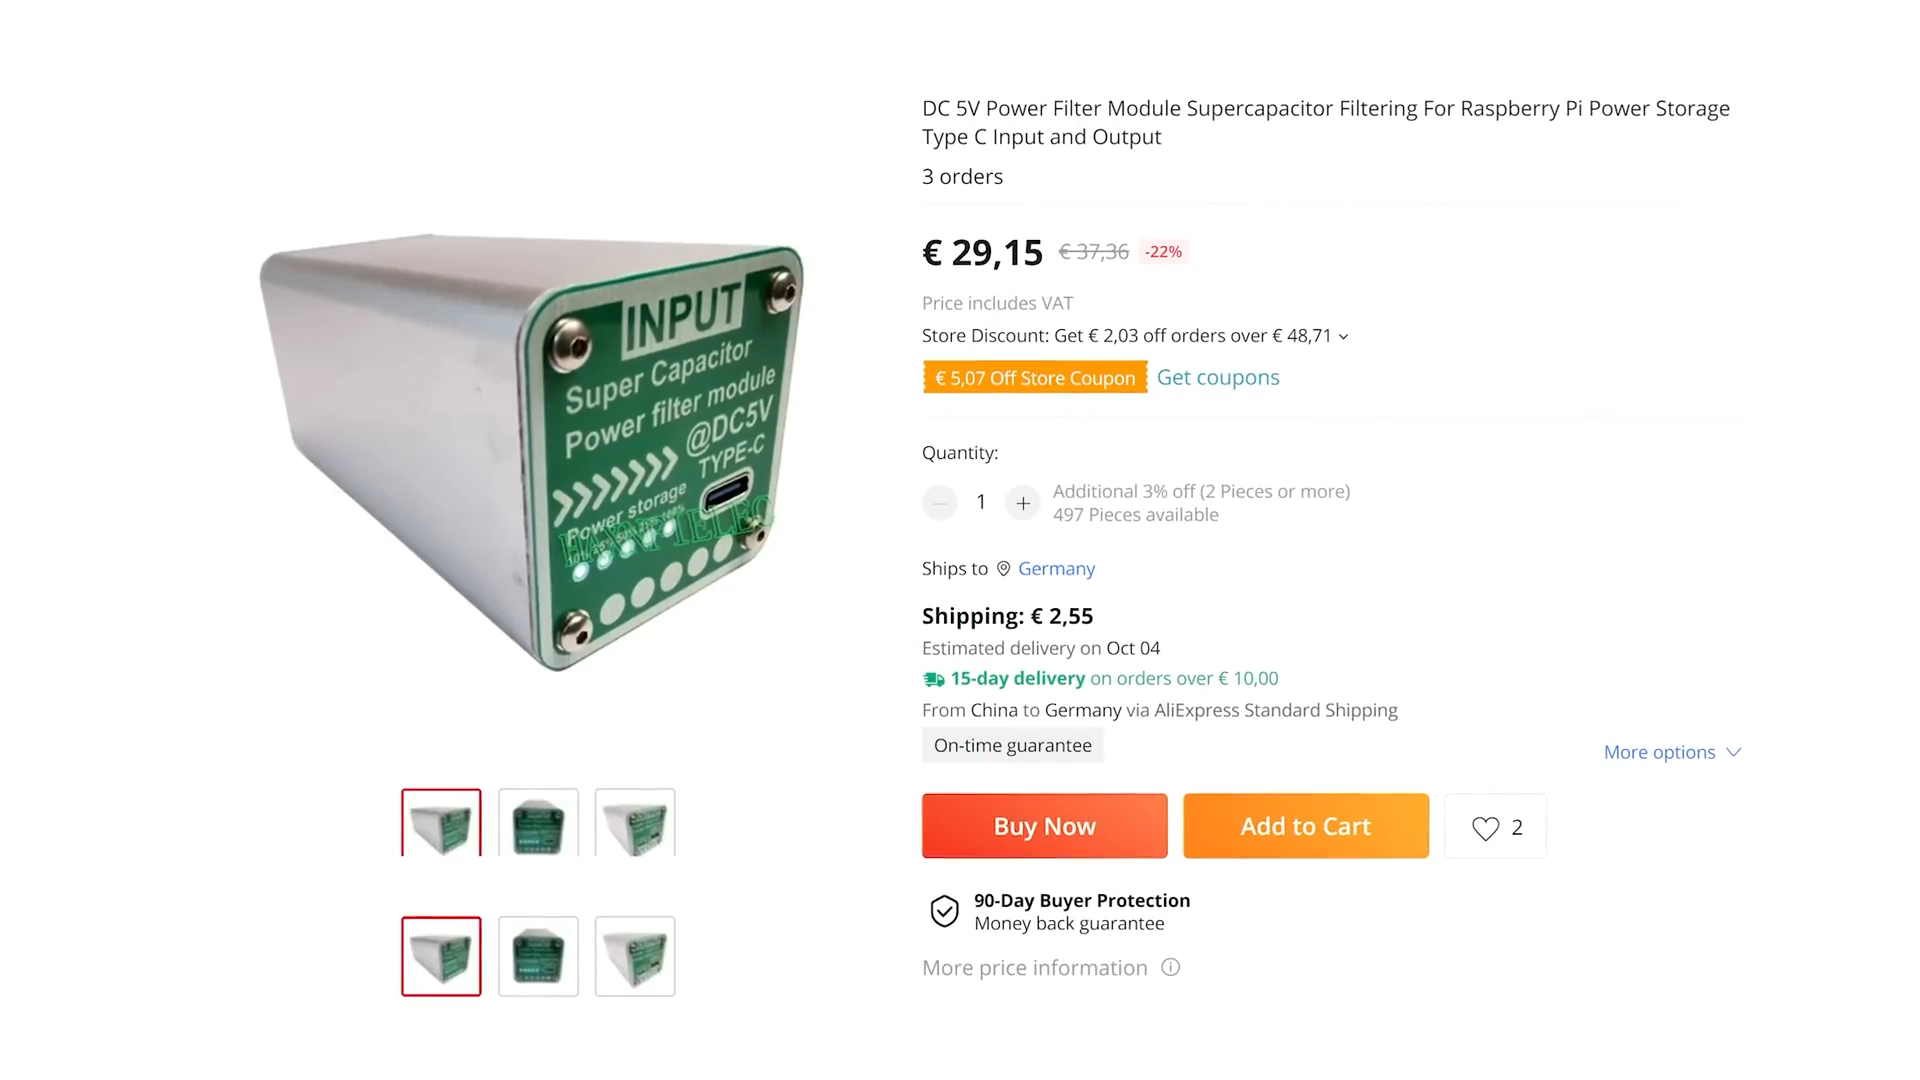 DC 5V Power Filter Module Supercapacitor Filtering For Raspberry Pi Power Storage
Type C Input and Output
3 orders
€ 29,15 € 37,36 -22%
Price includes VAT
Store Discount: Get € 2,03 off orders over € 48,71
€ 5,07 Off Store Coupon Get coupons
Quantity:
1
Additional 3% off (2 Pieces or more)
497 Pieces available
Ships to Germany
Shipping: € 2,55
Estimated delivery on Oct 04
15-day delivery on orders over € 10,00
From China to Germany via AliExpress Standard Shipping
On-time guarantee
More options
Buy Now
Add to Cart
2
90-Day Buyer Protection
Money back guarantee
More price information
INPUT
Super Capacitor
Power filter module
@DC5V
TYPE-C
Power storage